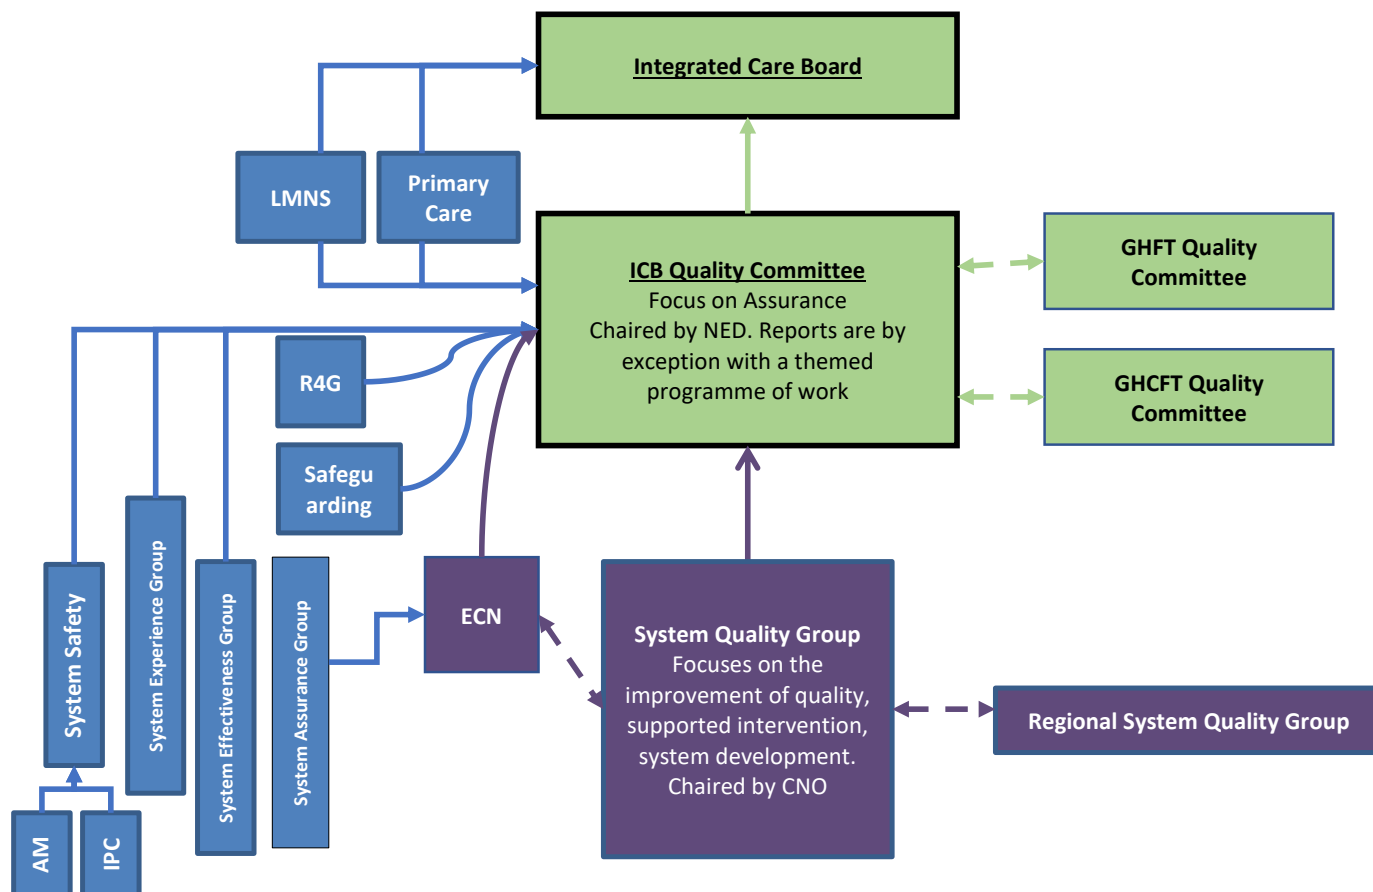 Integrated Care Board
LMNS
Primary
Care
ICB Quality Committee
Focus on Assurance
Chaired by NED. Reports are by
exception with a themed
programme of work
GHFT Quality
Committee
GHCFT Quality
Committee
R4G
Safegu
arding
System Safety
System Experience Group
System Effectiveness Group
System Assurance Group
ECN
System Quality Group
Focuses on the
improvement of quality,
supported intervention,
system development.
Chaired by CNO
Regional System Quality Group
AM
IPC